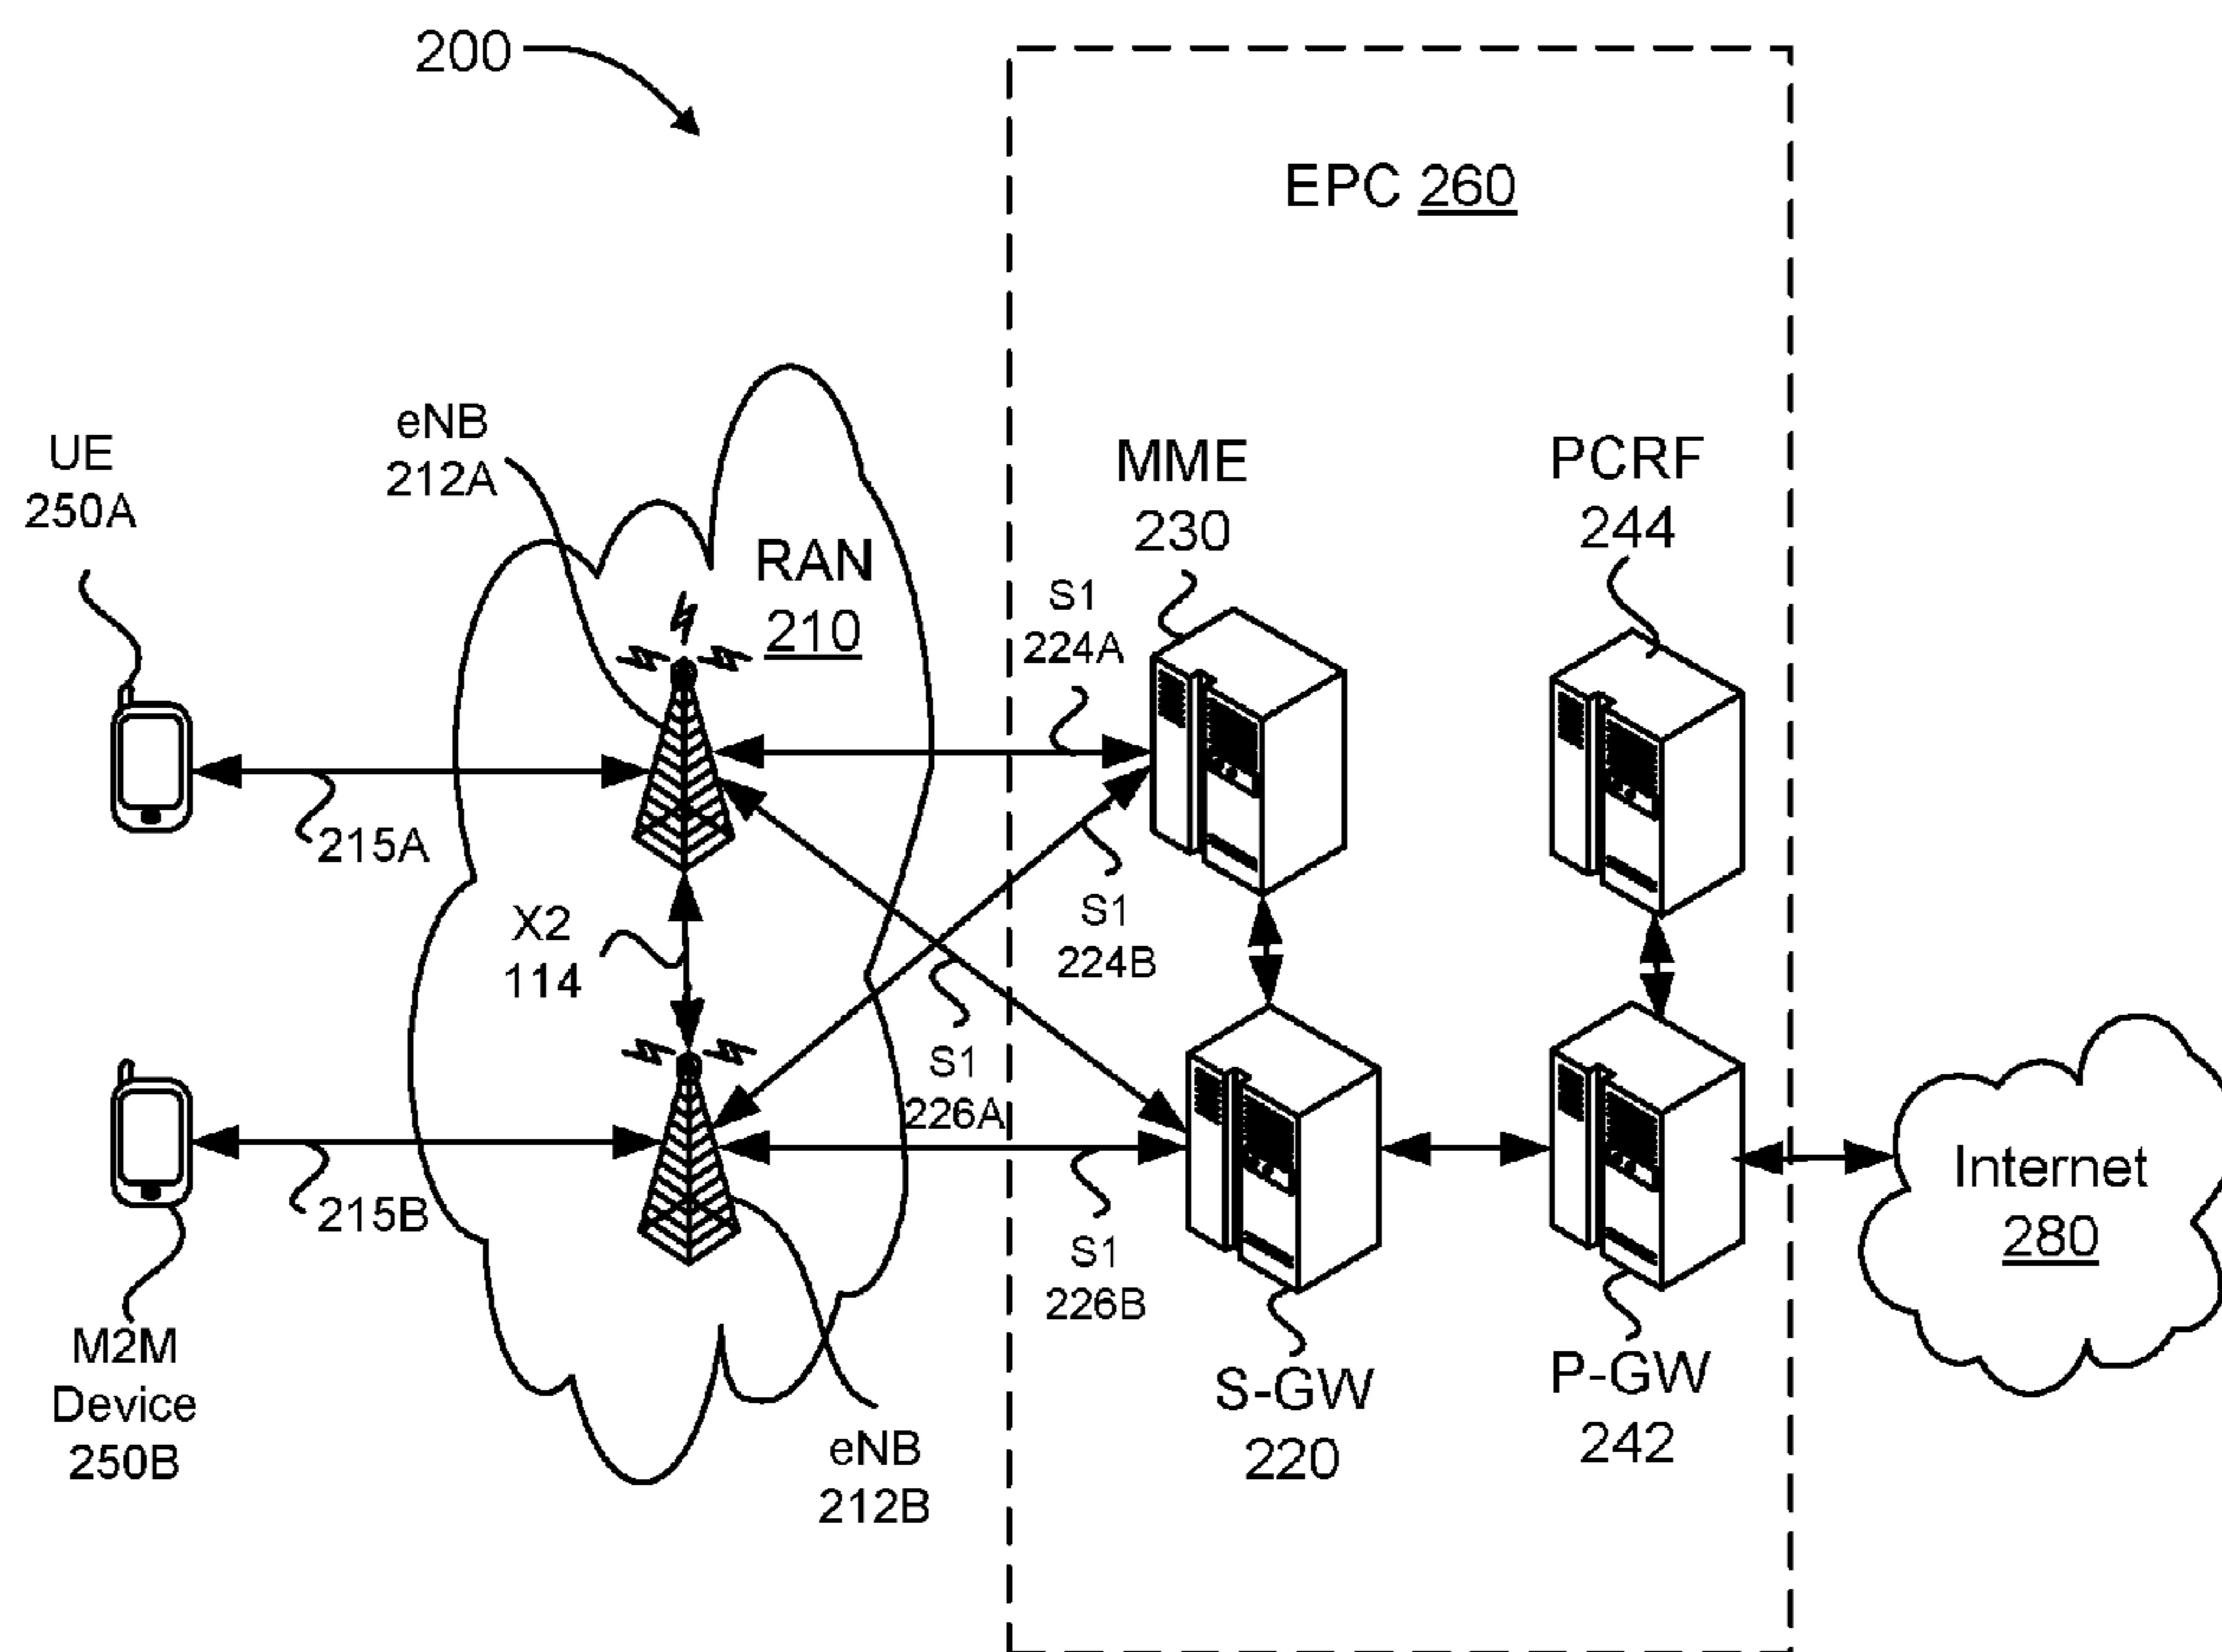 200
EPC 260
eNB
212A
UE
250A
RAN
210
MME
230
PCRF
244
S1
224A
215A
X2
114
S1
224B
S1
226A
215B
S1
226B
Internet
280
M2M
Device
250B
eNB
212B
S-GW
220
P-GW
242